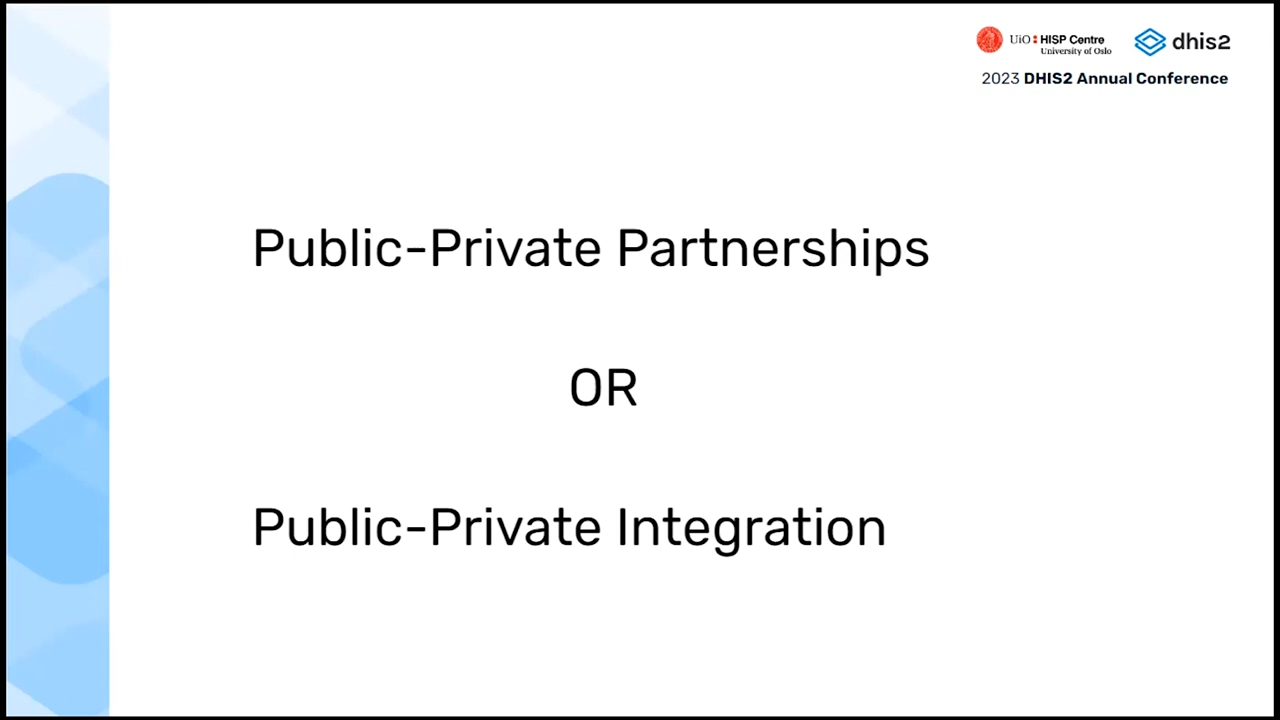 UiO: HISP Centre
University of Oslo
dhis2
2023 DHIS2 Annual Conference
Public-Private Partnerships
OR
Public-Private Integration